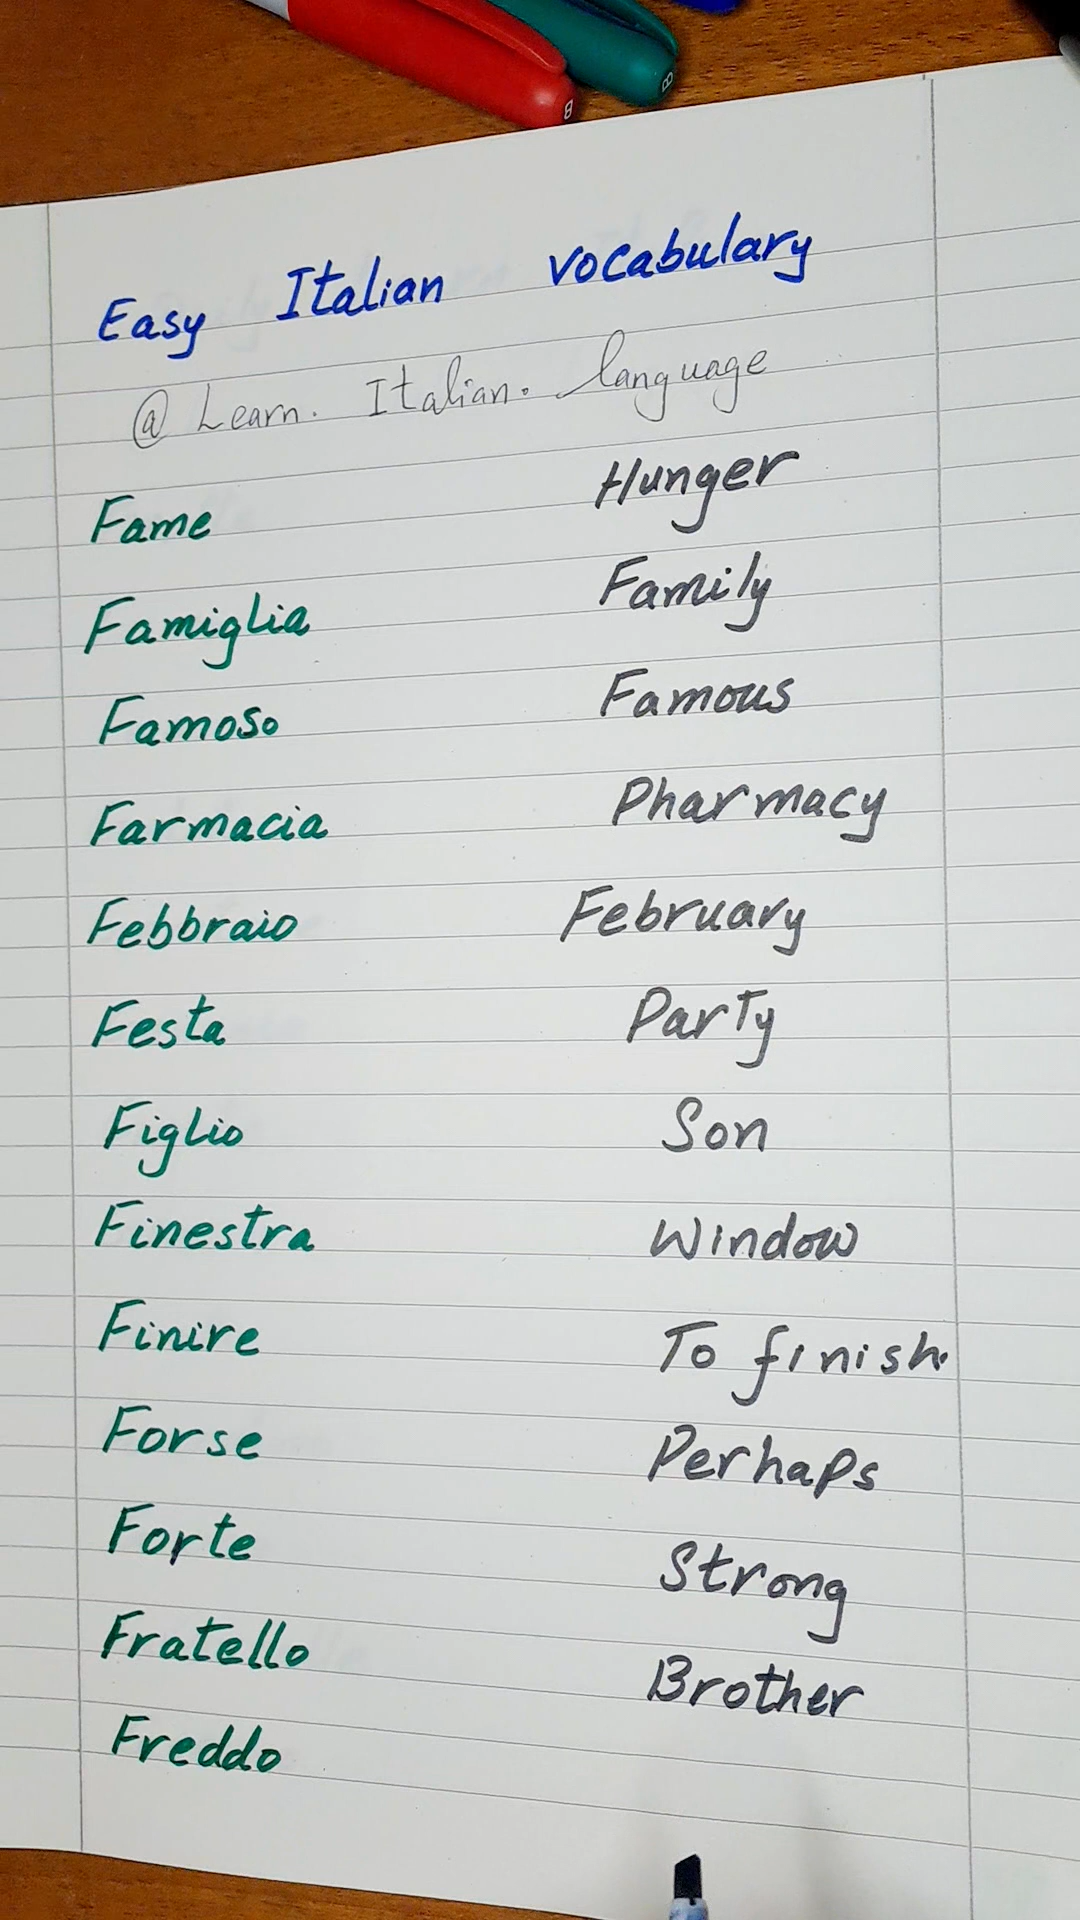 Easy Italian vocabulary
@ Learn. Italian. language
Fame Hunger
Famiglia Family
Famoso Famous
Farmacia Pharmacy
Febbraio February
Festa Party
Figlio Son
Finestra Window
Finire To finish.
Forse Perhaps
Forte Strong
Fratello Brother
Freddo